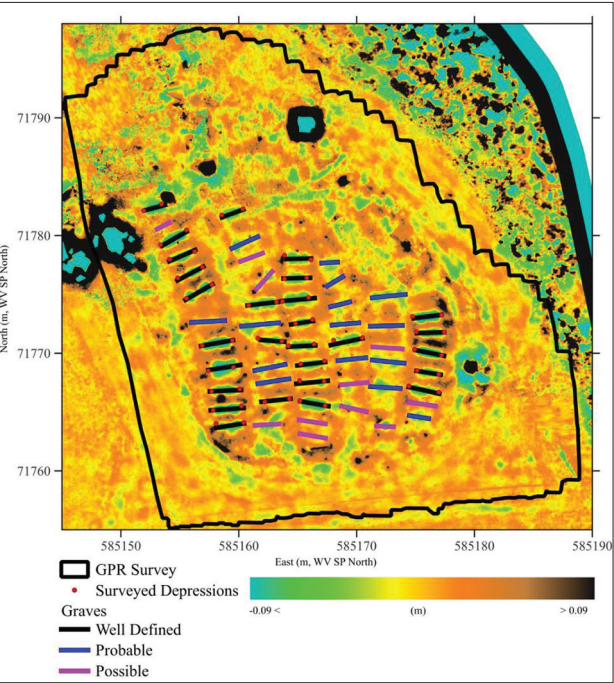 North (m, WV SP North)
71790
71780
71770
71760
585150 585160 585170 585180 585190
East (m, WV SP North)
GPR Survey
Surveyed Depressions
Graves
Well Defined
Probable
Possible
-0.09 < (m) > 0.09